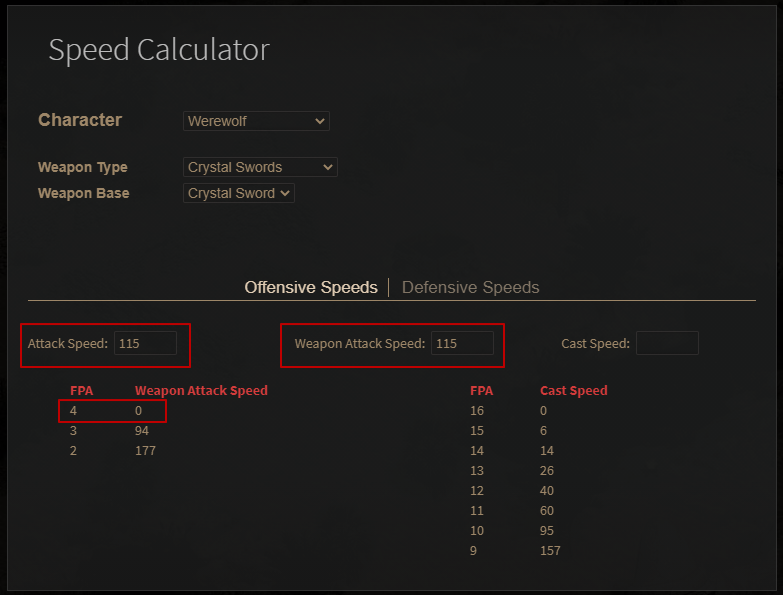 Speed Calculator
Character Werewolf
Weapon Type Crystal Swords
Weapon Base Crystal Sword
Offensive Speeds Defensive Speeds
Attack Speed: 115 Weapon Attack Speed: 115 Cast Speed:
FPA Weapon Attack Speed FPA Cast Speed
4 0 16 0
3 94 15 6
2 177 14 14
13 26
12 40
11 60
10 95
9 157